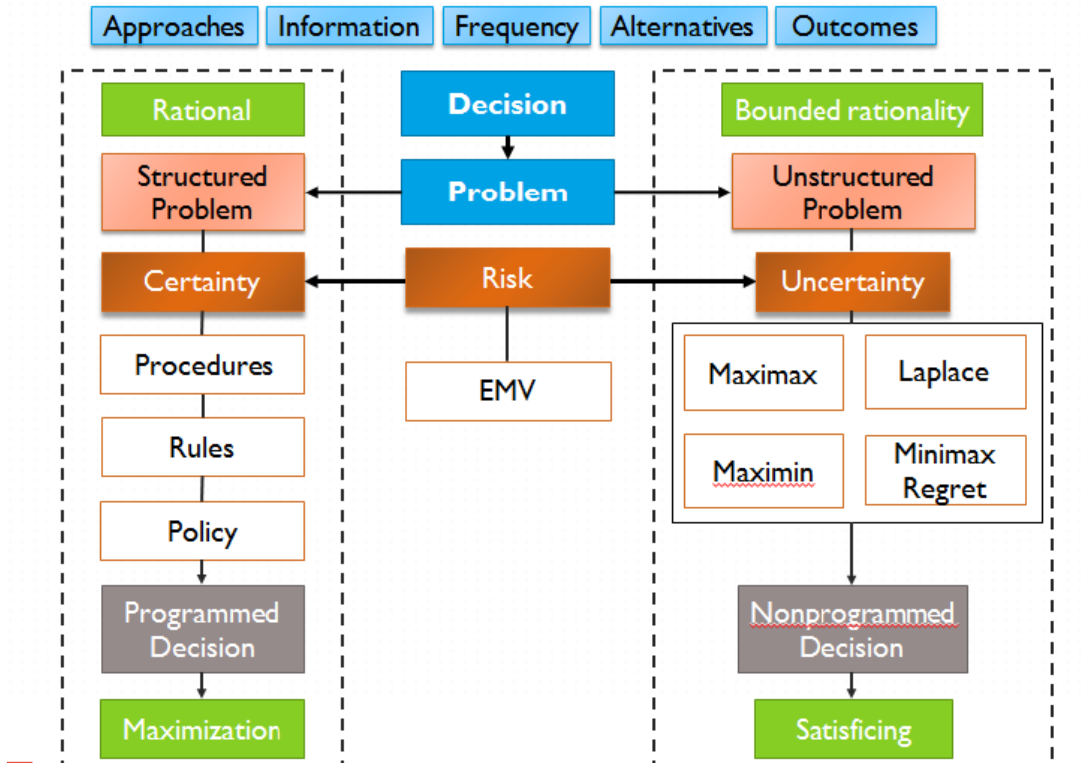 Approaches
Information
Frequency
Alternatives
Outcomes
Rational
Decision
Bounded rationality
Structured
Problem
Problem
Unstructured
Problem
Certainty
Risk
Uncertainty
Procedures
EMV
Maximax
Laplace
Rules
Maximin
Minimax
Regret
Policy
Programmed
Decision
Nonprogrammed
Decision
Maximization
Satisficing